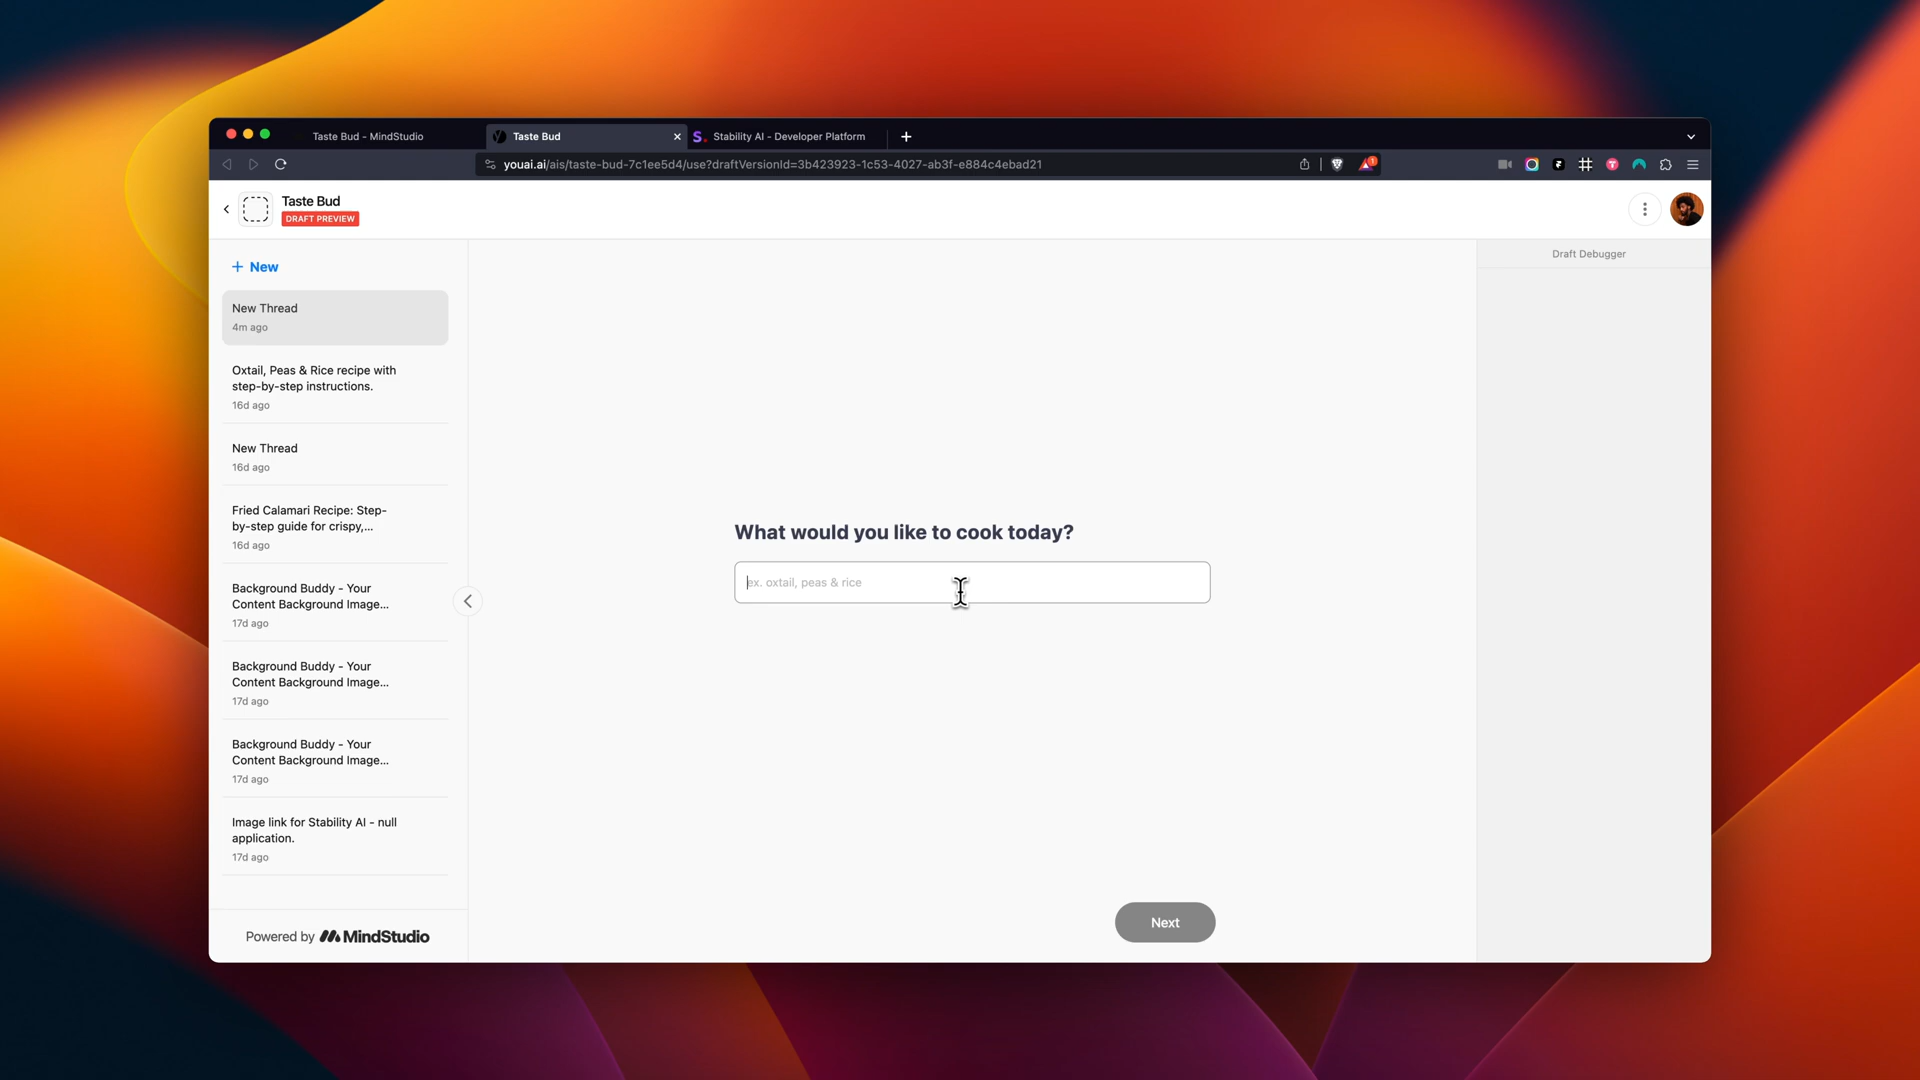 Taste Bud - MindStudio
Taste Bud
Stability AI - Developer Platform
youai.ai/ais/taste-bud-7c1ee5d4/use?draftVersionId=3b423923-1c53-4027-ab3f-e884c4ebad21
1
Taste Bud
DRAFT PREVIEW
+ New
New Thread
4m ago
Oxtail, Peas & Rice recipe with
step-by-step instructions.
16d ago
New Thread
16d ago
Fried Calamari Recipe: Step-
by-step guide for crispy,...
16d ago
Background Buddy - Your
Content Background Image...
17d ago
Background Buddy - Your
Content Background Image...
17d ago
Background Buddy - Your
Content Background Image...
17d ago
Image link for Stability AI - null
application.
17d ago
Powered by MindStudio
What would you like to cook today?
ex. oxtail, peas & rice
Next
Draft Debugger